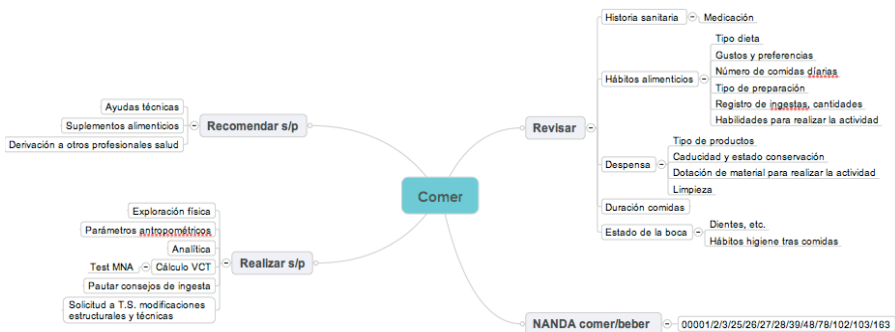 Comer
Revisar
Historia sanitaria
Medicación
Hábitos alimenticios
Tipo dieta
Gustos y preferencias
Número de comidas díarias
Tipo de preparación
Registro de ingestas, cantidades
Habilidades para realizar la actividad
Despensa
Tipo de productos
Caducidad y estado conservación
Dotación de material para realizar la actividad
Limpieza
Duración comidas
Estado de la boca
Dientes, etc.
Hábitos higiene tras comidas
NANDA comer/beber
00001/2/3/25/26/27/28/39/48/78/102/103/163
Recomendar s/p
Ayudas técnicas
Suplementos alimenticios
Derivación a otros profesionales salud
Realizar s/p
Exploración física
Parámetros antropométricos
Analítica
Cálculo VCT
Test MNA
Pautar consejos de ingesta
Solicitud a T.S. modificaciones
estructurales y técnicas